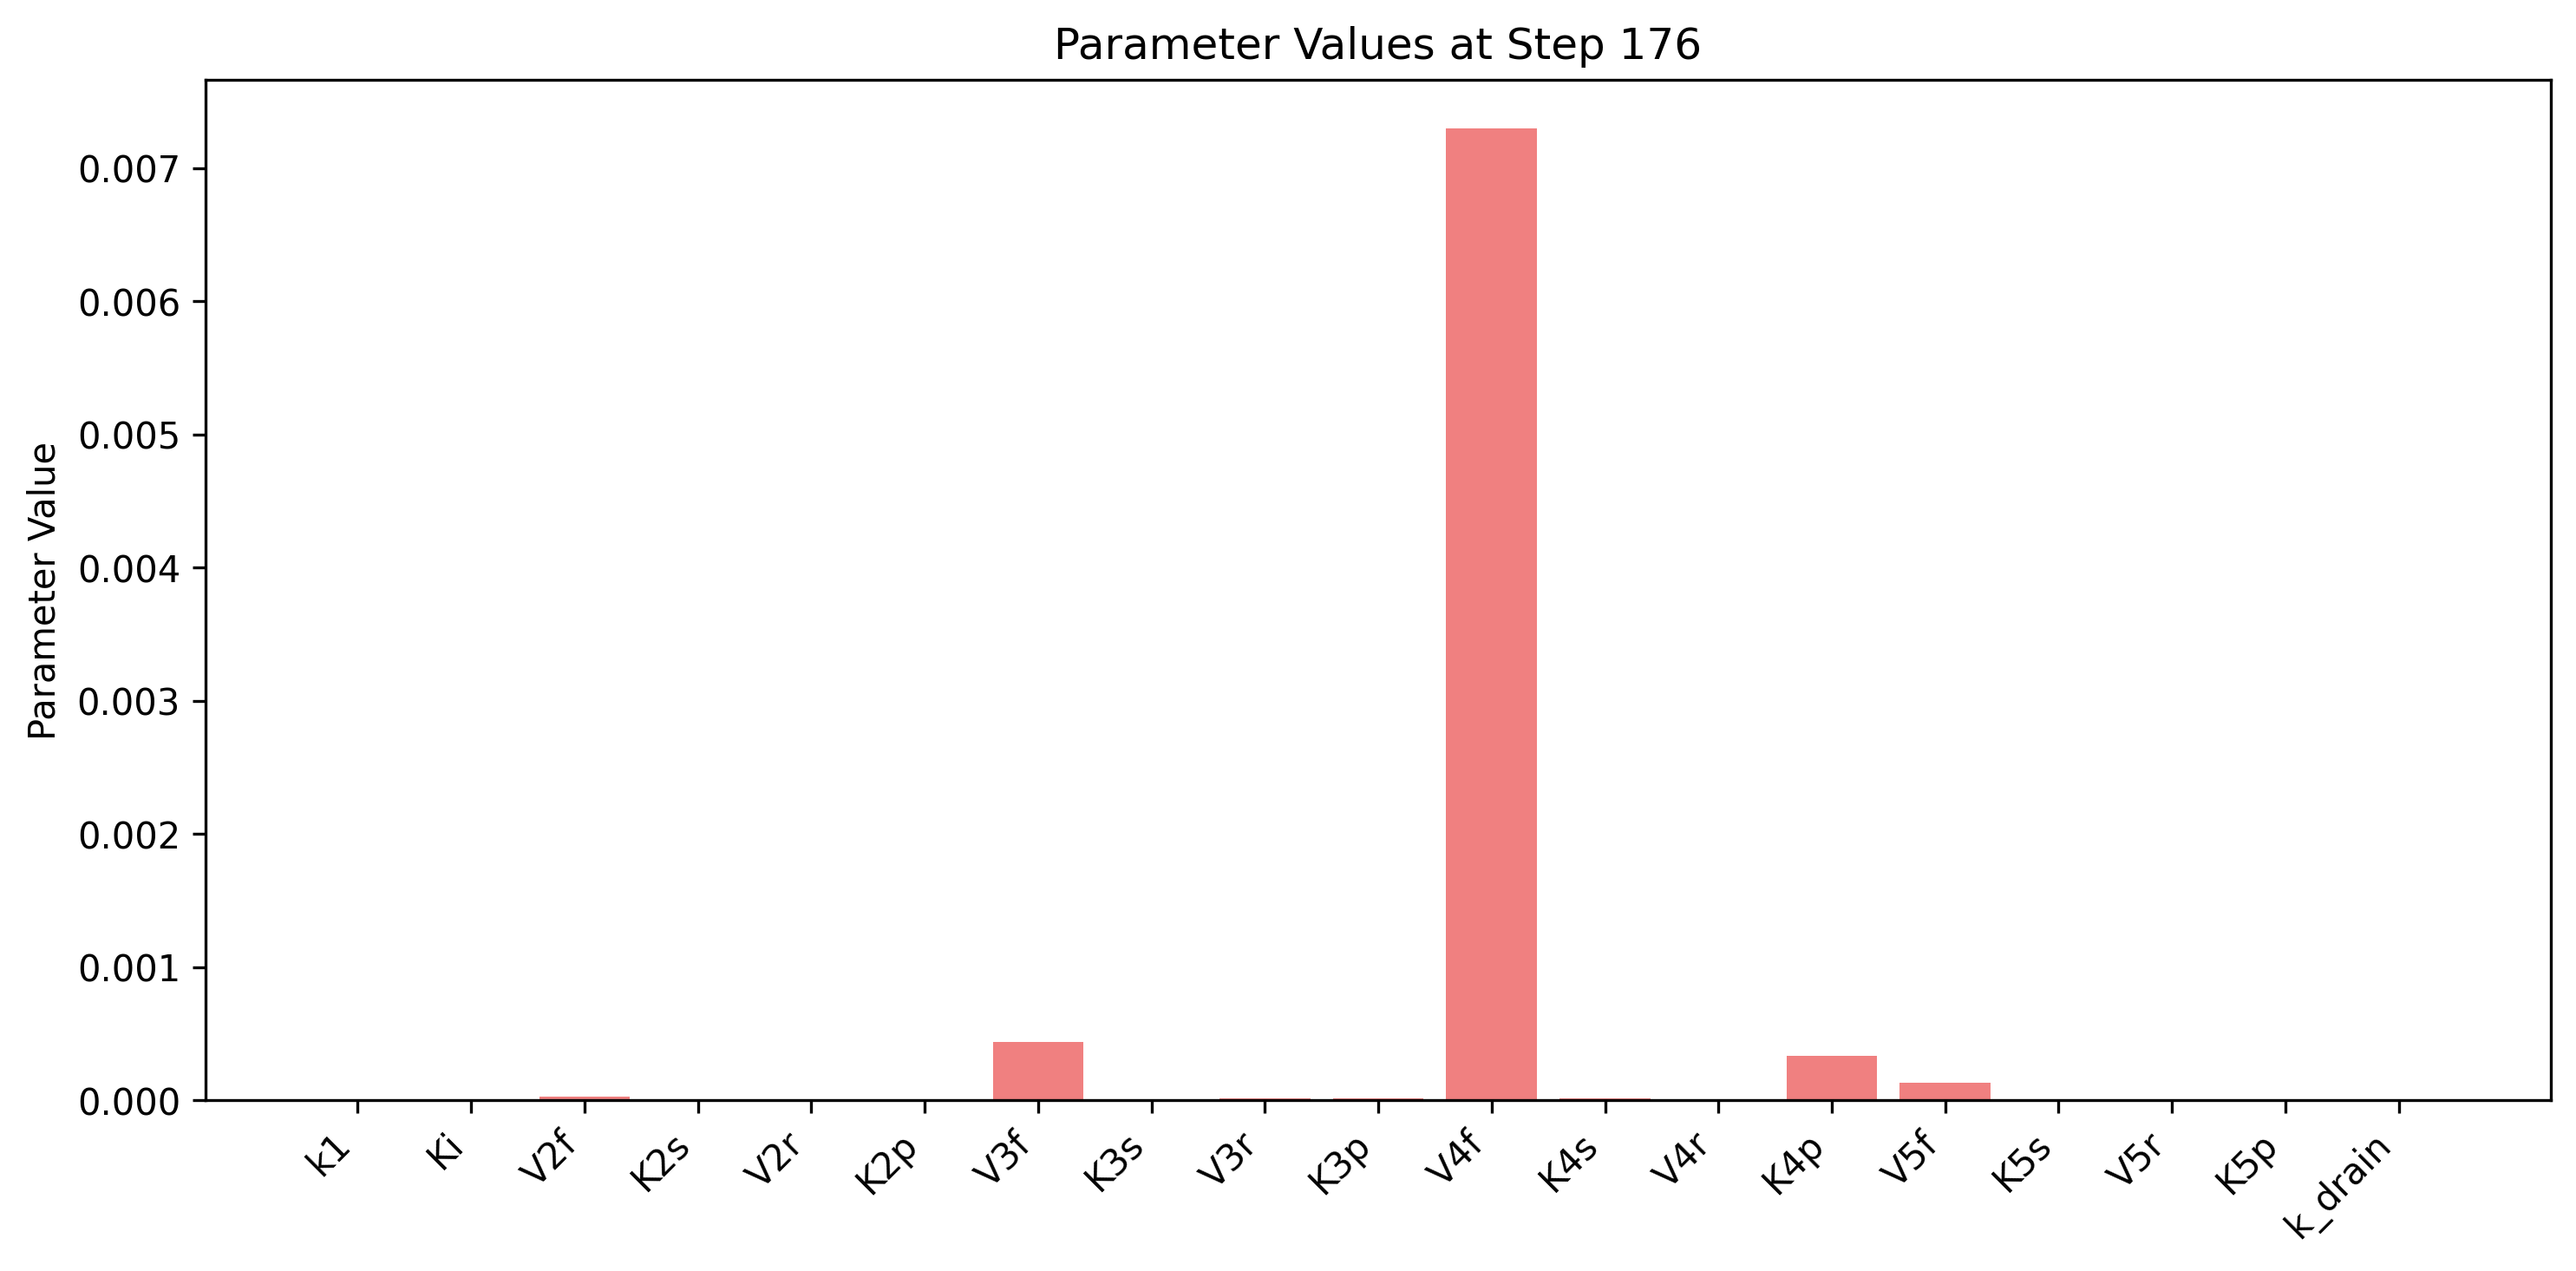 Parameter Values at Step 176
Parameter Value
0.007
0.006
0.005
0.004
0.003
0.002
0.001
0.000
k1
Ki
V2f
K2s
V2r
K2p
V3f
K3s
V3r
K3p
V4f
K4s
V4r
K4p
V5f
K5s
V5r
K5p
k_drain